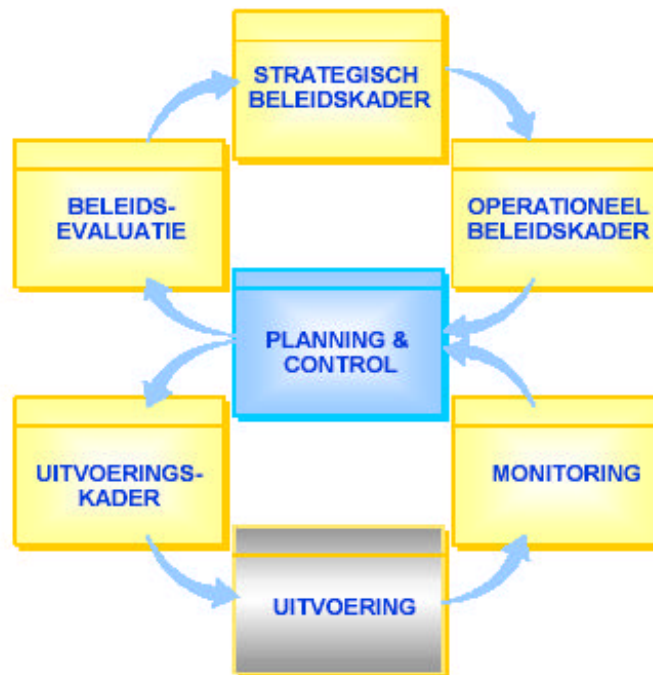 STRATEGISCH
BELEIDSKADER
BELEIDS-
EVALUATIE
OPERATIONEEL
BELEIDSKADER
PLANNING &
CONTROL
UITVOERINGS-
KADER
MONITORING
UITVOERING